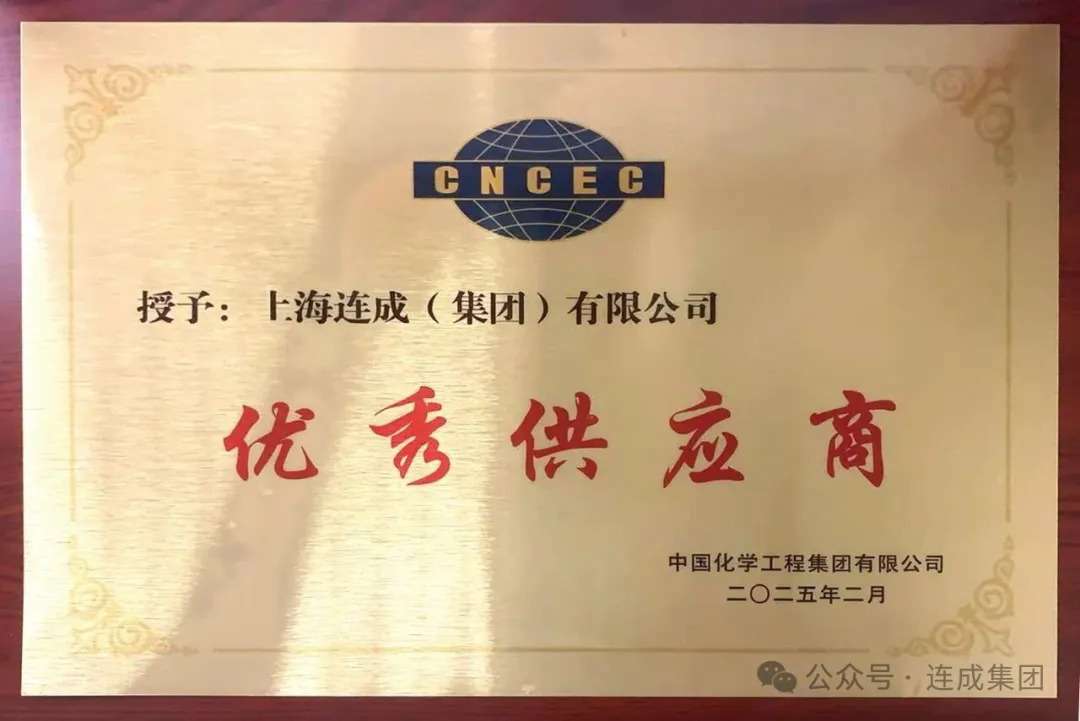 CNCEC
授予：上海连成（集团）有限公司
优秀供应商
中国化学工程集团有限公司
二〇二五年二月
公众号·连成集团